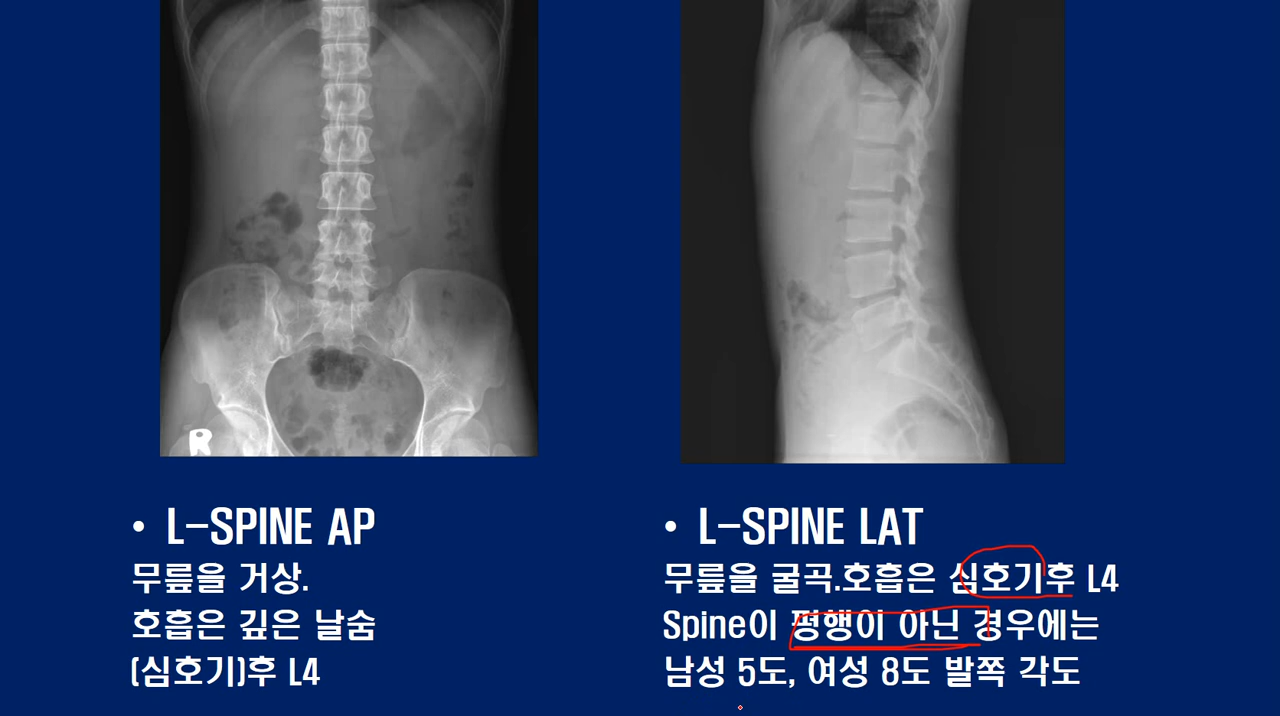 R
• L-SPINE AP
무릎을 거상.
호흡은 깊은 날숨
(심호기)후 L4
• L-SPINE LAT
무릎을 굴곡.호흡은 심호기후 L4
Spine이 평행이 아닌 경우에는
남성 5도, 여성 8도 발쪽 각도